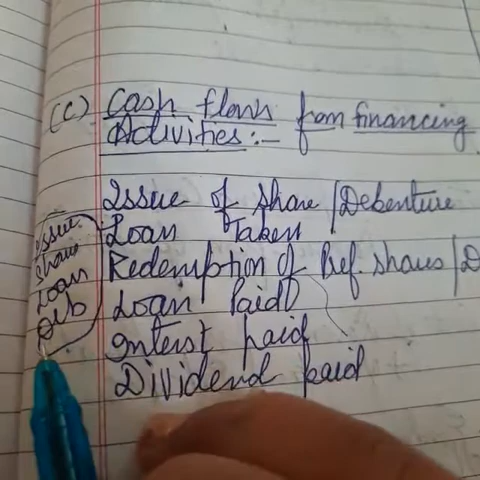 (C) Cash flows from financing
Activities:-
Issue of share / Debenture
Loan Taken
Redemption of Pref. shares / D
Loan Paid
Interst paid
Dividend paid
Issue
Share
Loan
Deb